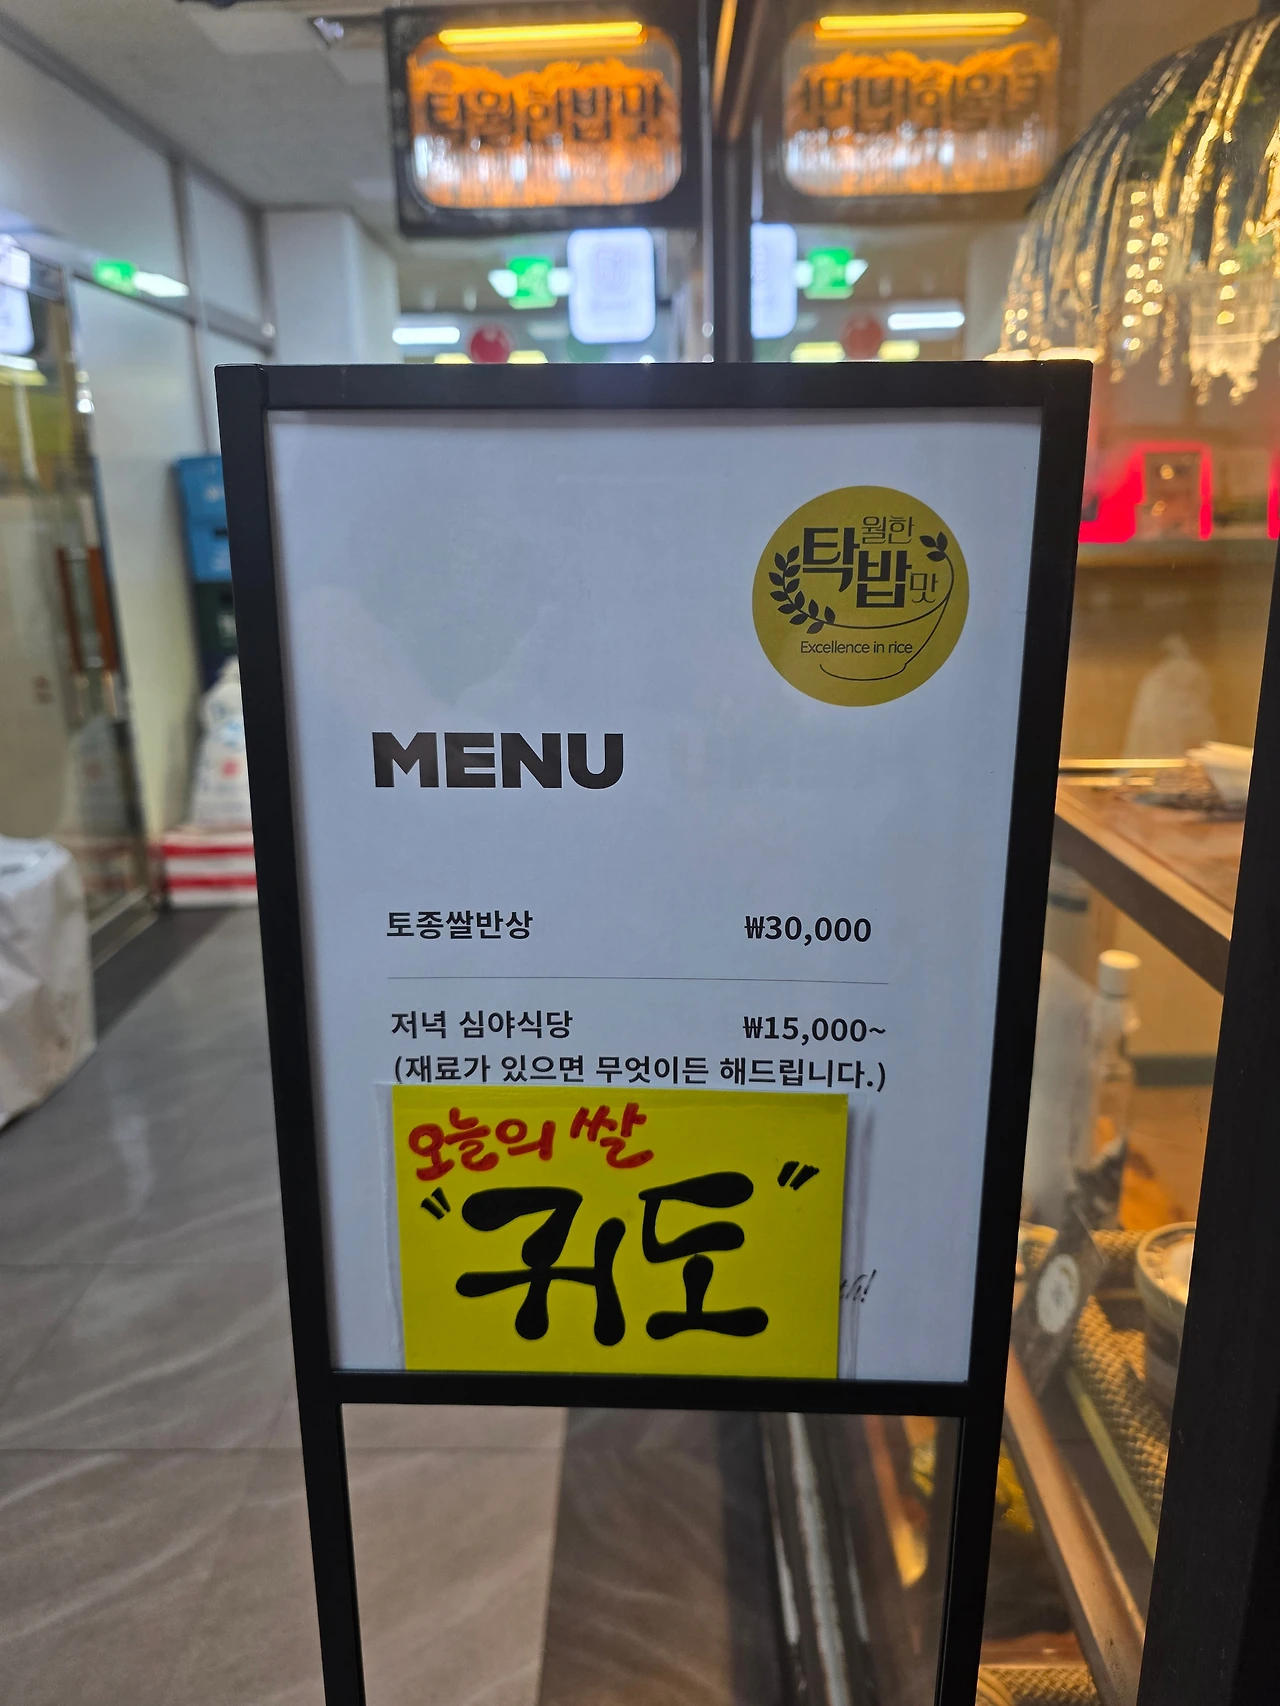 탁월한밥맛
월한
탁밥맛
Excellence in rice
MENU
토종쌀반상 ₩30,000
저녁 심야식당 ₩15,000~
(재료가 있으면 무엇이든 해드립니다.)
오늘의 쌀
"귀도"